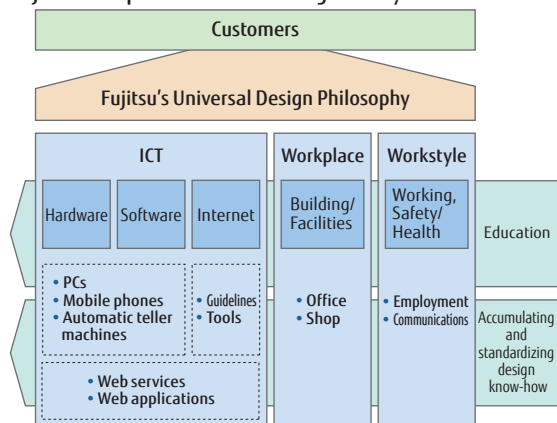 Customers
Fujitsu's Universal Design Philosophy
ICT
Workplace
Workstyle
Hardware
Software
Internet
Building/
Facilities
Working,
Safety/
Health
Education
• PCs
• Mobile phones
• Automatic teller
machines
• Guidelines
• Tools
• Office
• Shop
• Employment
• Communications
Accumulating
and
standardizing
design
know-how
• Web services
• Web applications